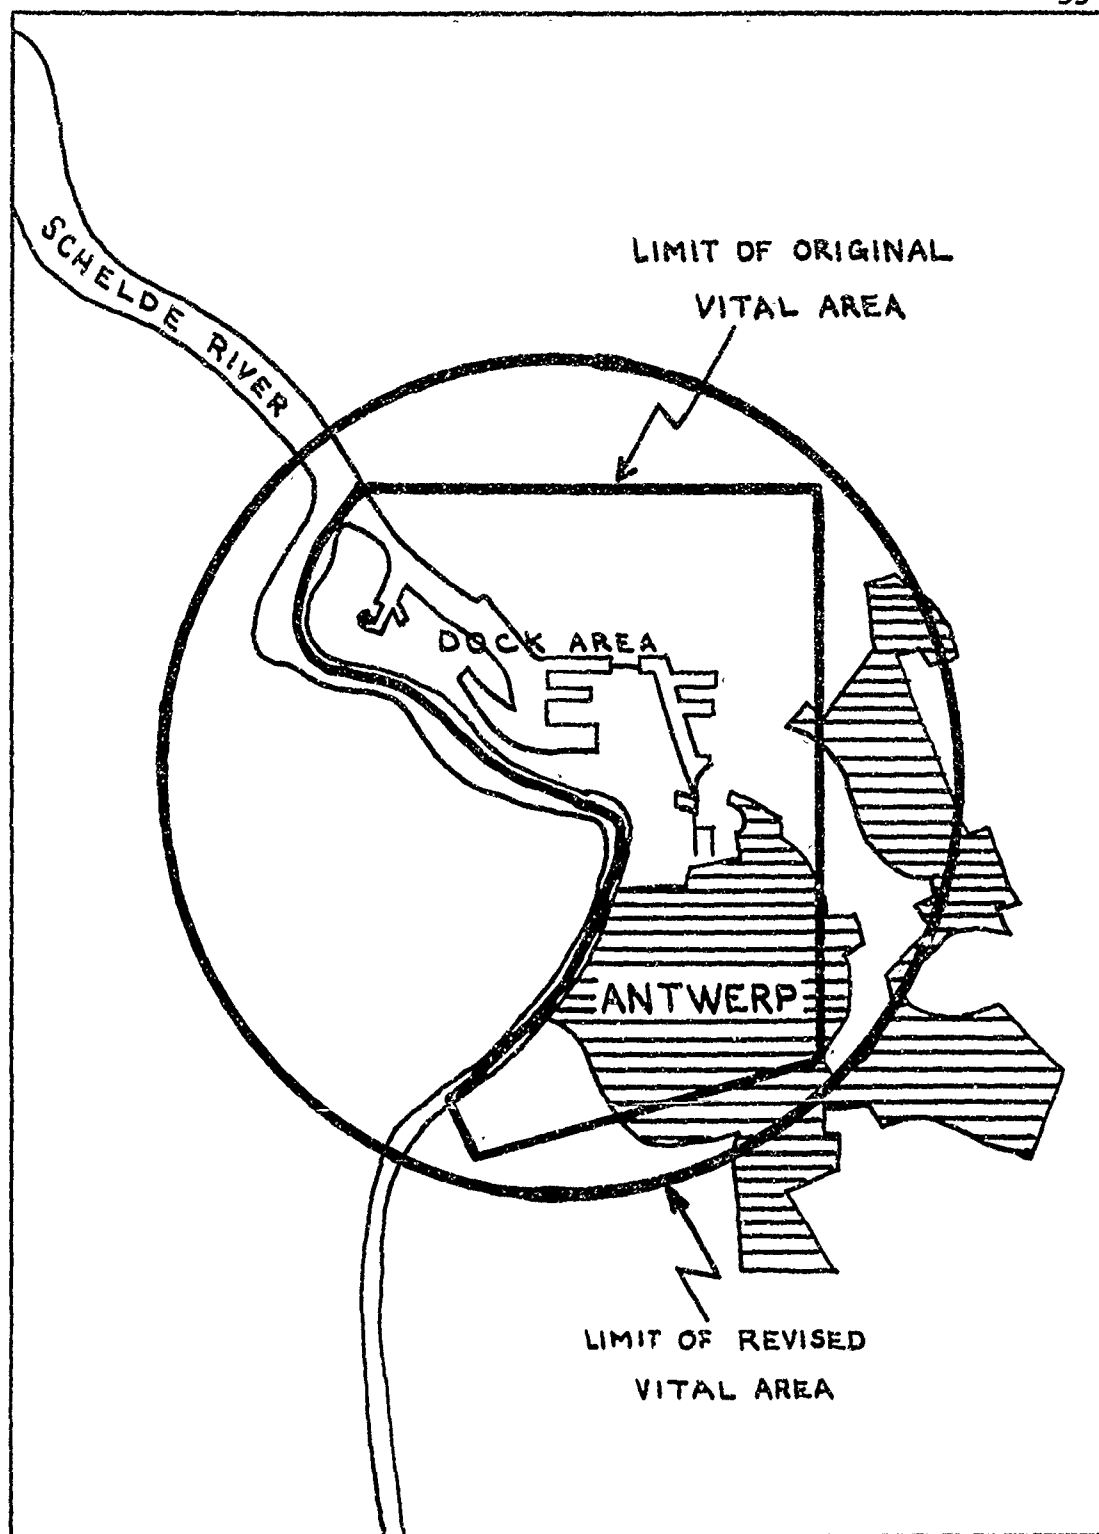 SCHELDE RIVER
LIMIT OF ORIGINAL
VITAL AREA
DOCK AREA
ANTWERP
LIMIT OF REVISED
VITAL AREA